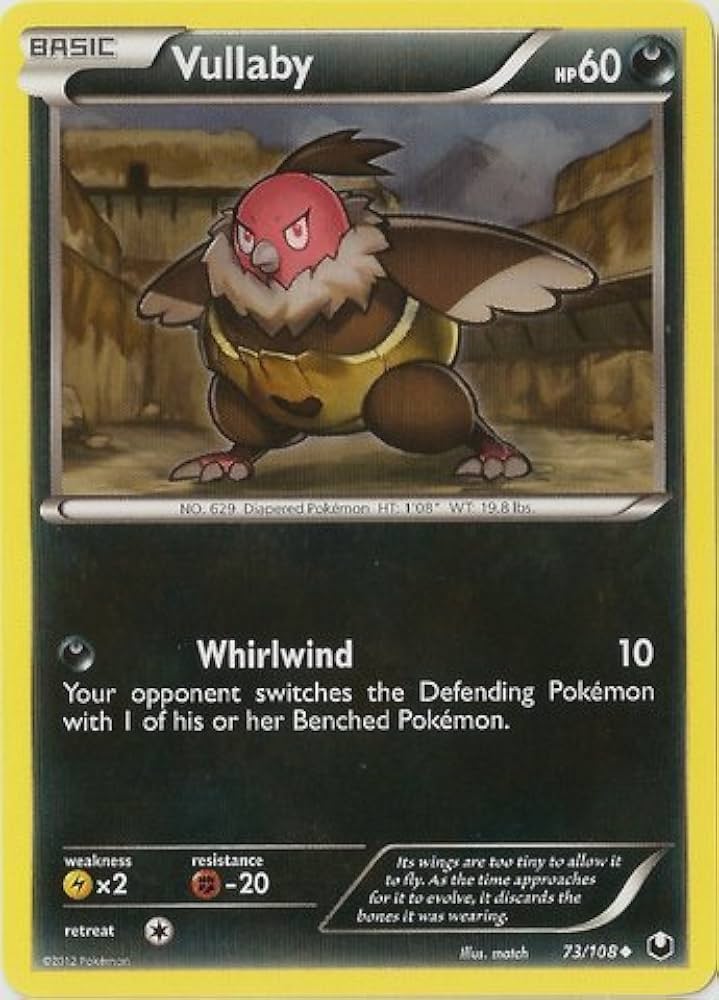 BASIC Vullaby HP60
NO. 629 Diapered Pokémon HT: 1'08" WT: 19.8 lbs.
Whirlwind 10
Your opponent switches the Defending Pokémon
with 1 of his or her Benched Pokémon.
weakness resistance
×2 -20
retreat
Its wings are too tiny to allow it
to fly. As the time approaches
for it to evolve, it discards the
bones it was wearing.
©2012 Pokémon
Illus. match 73/108